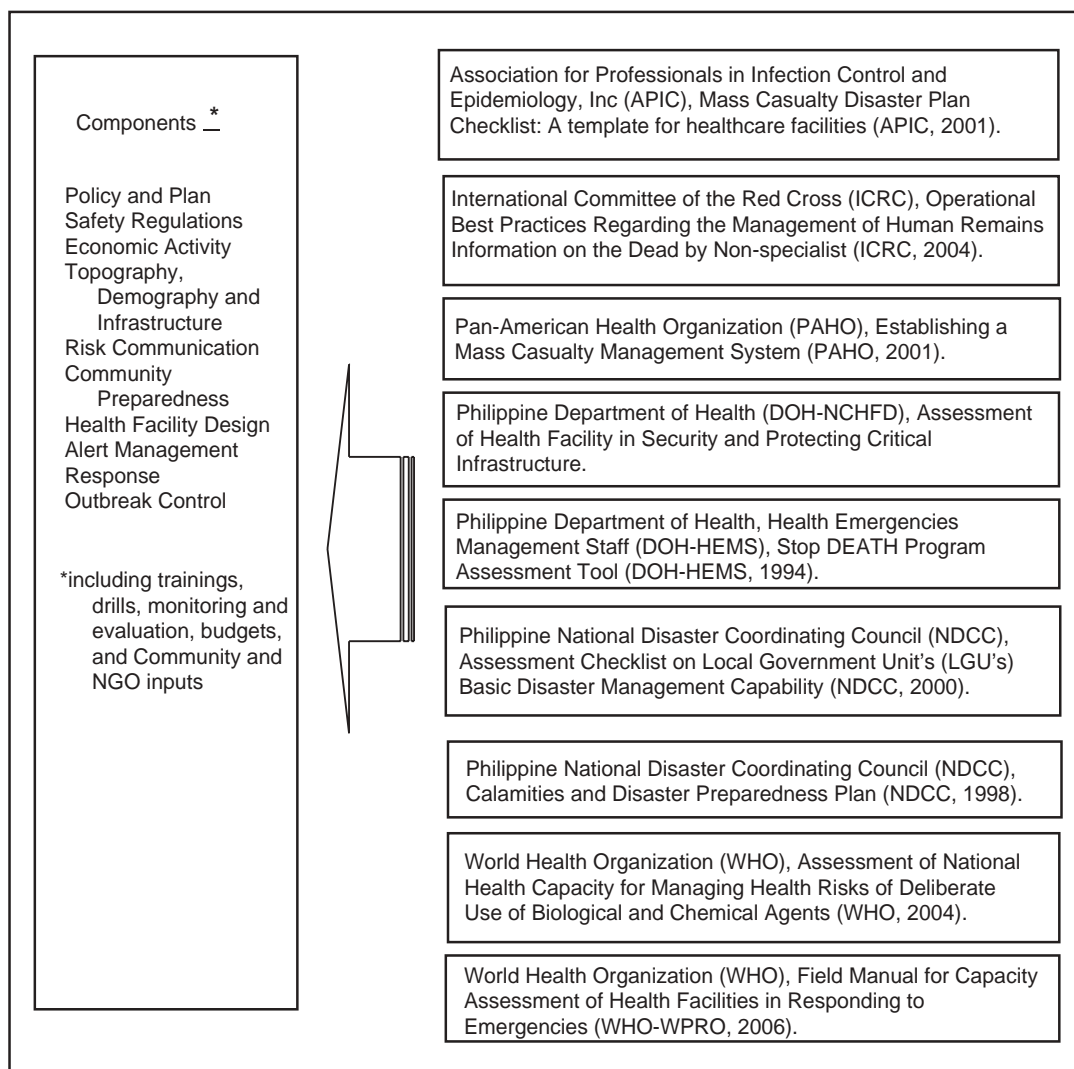 Components *
Policy and Plan
Safety Regulations
Economic Activity
Topography,
Demography and
Infrastructure
Risk Communication
Community
Preparedness
Health Facility Design
Alert Management
Response
Outbreak Control
*including trainings,
drills, monitoring and
evaluation, budgets,
and Community and
NGO inputs
Association for Professionals in Infection Control and
Epidemiology, Inc (APIC), Mass Casualty Disaster Plan
Checklist: A template for healthcare facilities (APIC, 2001).
International Committee of the Red Cross (ICRC), Operational
Best Practices Regarding the Management of Human Remains
Information on the Dead by Non-specialist (ICRC, 2004).
Pan-American Health Organization (PAHO), Establishing a
Mass Casualty Management System (PAHO, 2001).
Philippine Department of Health (DOH-NCHFD), Assessment
of Health Facility in Security and Protecting Critical
Infrastructure.
Philippine Department of Health, Health Emergencies
Management Staff (DOH-HEMS), Stop DEATH Program
Assessment Tool (DOH-HEMS, 1994).
Philippine National Disaster Coordinating Council (NDCC),
Assessment Checklist on Local Government Unit's (LGU's)
Basic Disaster Management Capability (NDCC, 2000).
Philippine National Disaster Coordinating Council (NDCC),
Calamities and Disaster Preparedness Plan (NDCC, 1998).
World Health Organization (WHO), Assessment of National
Health Capacity for Managing Health Risks of Deliberate
Use of Biological and Chemical Agents (WHO, 2004).
World Health Organization (WHO), Field Manual for Capacity
Assessment of Health Facilities in Responding to
Emergencies (WHO-WPRO, 2006).